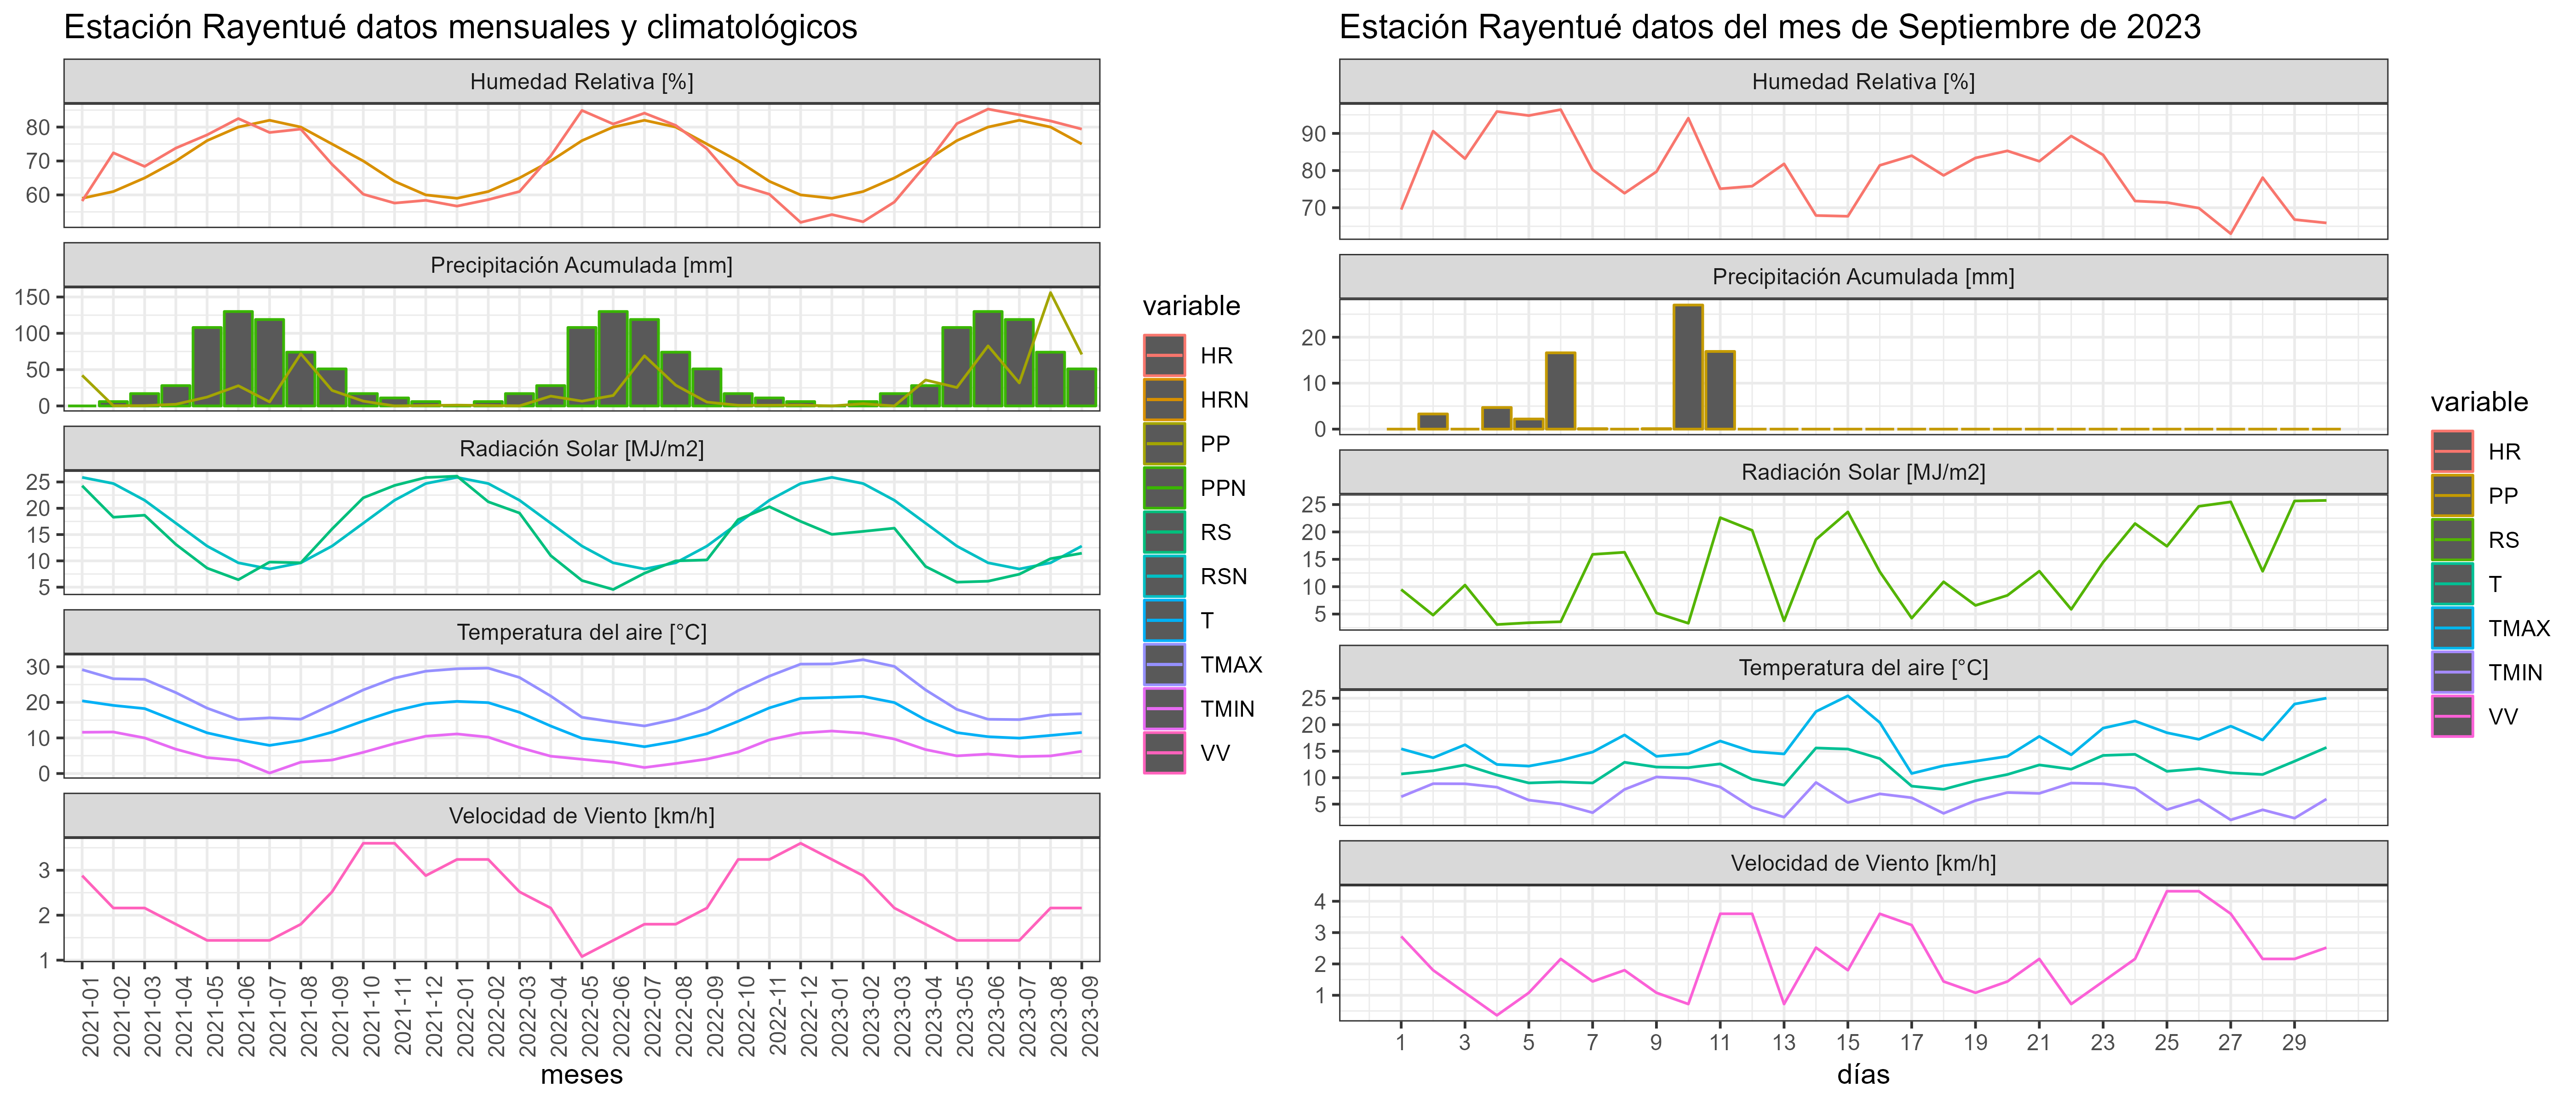 Estación Rayentué datos mensuales y climatológicos
Humedad Relativa [%]
80
70
60
Precipitación Acumulada [mm]
150
100
50
0
Radiación Solar [MJ/m2]
25
20
15
10
5
Temperatura del aire [°C]
30
20
10
0
Velocidad de Viento [km/h]
3
2
1
2021-01
2021-02
2021-03
2021-04
2021-05
2021-06
2021-07
2021-08
2021-09
2021-10
2021-11
2021-12
2022-01
2022-02
2022-03
2022-04
2022-05
2022-06
2022-07
2022-08
2022-09
2022-10
2022-11
2022-12
2023-01
2023-02
2023-03
2023-04
2023-05
2023-06
2023-07
2023-08
2023-09
meses
variable
HR
HRN
PP
PPN
RS
RSN
T
TMAX
TMIN
VV
Estación Rayentué datos del mes de Septiembre de 2023
Humedad Relativa [%]
90
80
70
Precipitación Acumulada [mm]
20
10
0
Radiación Solar [MJ/m2]
25
20
15
10
5
Temperatura del aire [°C]
25
20
15
10
5
Velocidad de Viento [km/h]
4
3
2
1
1 3 5 7 9 11 13 15 17 19 21 23 25 27 29
días
variable
HR
PP
RS
T
TMAX
TMIN
VV